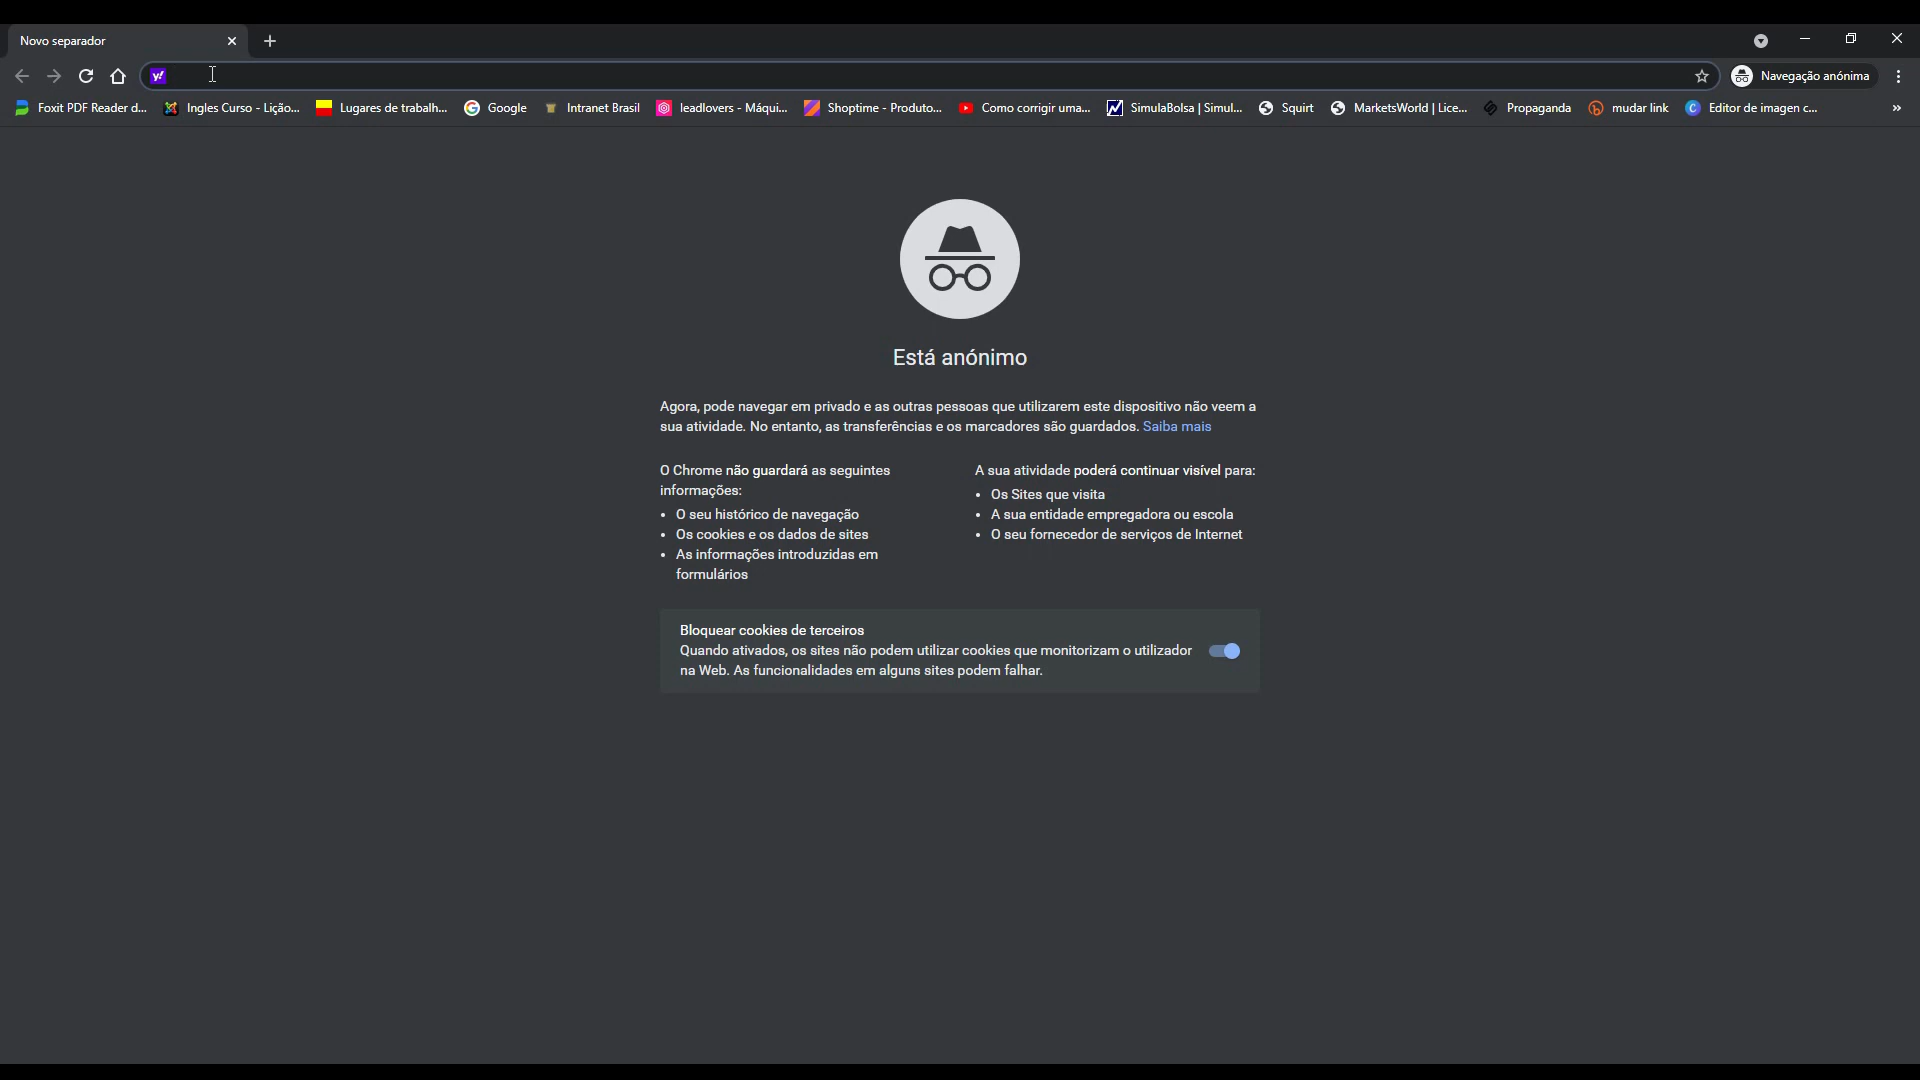 Novo separador
y!
Navegação anónima
Foxit PDF Reader d... Ingles Curso - Lição... Lugares de trabalh... Google Intranet Brasil leadlovers - Máqui... Shoptime - Produto... Como corrigir uma... SimulaBolsa | Simul... Squirt MarketsWorld | Lice... Propaganda mudar link Editor de imagen c... »
Está anónimo
Agora, pode navegar em privado e as outras pessoas que utilizarem este dispositivo não veem a
sua atividade. No entanto, as transferências e os marcadores são guardados. Saiba mais
O Chrome não guardará as seguintes
informações:
• O seu histórico de navegação
• Os cookies e os dados de sites
• As informações introduzidas em
formulários
A sua atividade poderá continuar visível para:
• Os Sites que visita
• A sua entidade empregadora ou escola
• O seu fornecedor de serviços de Internet
Bloquear cookies de terceiros
Quando ativados, os sites não podem utilizar cookies que monitorizam o utilizador
na Web. As funcionalidades em alguns sites podem falhar.